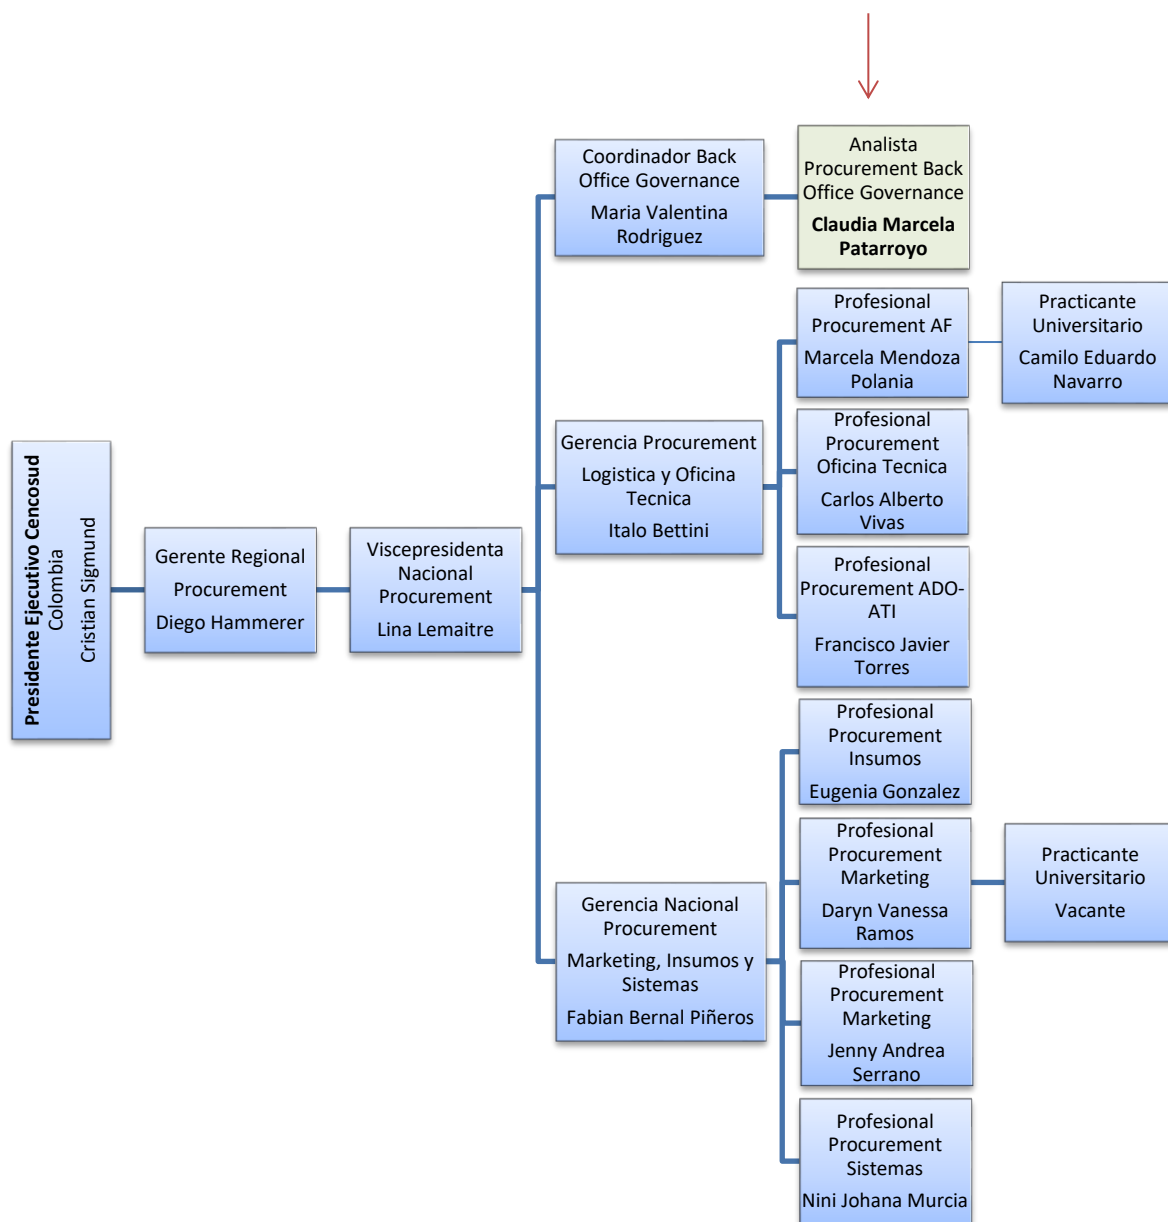 Presidente Ejecutivo Cencosud
Colombia
Cristian Sigmund
Gerente Regional
Procurement
Diego Hammerer
Viscepresidenta
Nacional
Procurement
Lina Lemaitre
Coordinador Back
Office Governance
Maria Valentina
Rodriguez
Analista
Procurement Back
Office Governance
Claudia Marcela
Patarroyo
Gerencia Procurement
Logistica y Oficina
Tecnica
Italo Bettini
Profesional
Procurement AF
Marcela Mendoza
Polania
Practicante
Universitario
Camilo Eduardo
Navarro
Profesional
Procurement
Oficina Tecnica
Carlos Alberto
Vivas
Profesional
Procurement ADO-
ATI
Francisco Javier
Torres
Gerencia Nacional
Procurement
Marketing, Insumos y
Sistemas
Fabian Bernal Piñeros
Profesional
Procurement
Insumos
Eugenia Gonzalez
Profesional
Procurement
Marketing
Daryn Vanessa
Ramos
Practicante
Universitario
Vacante
Profesional
Procurement
Marketing
Jenny Andrea
Serrano
Profesional
Procurement
Sistemas
Nini Johana Murcia